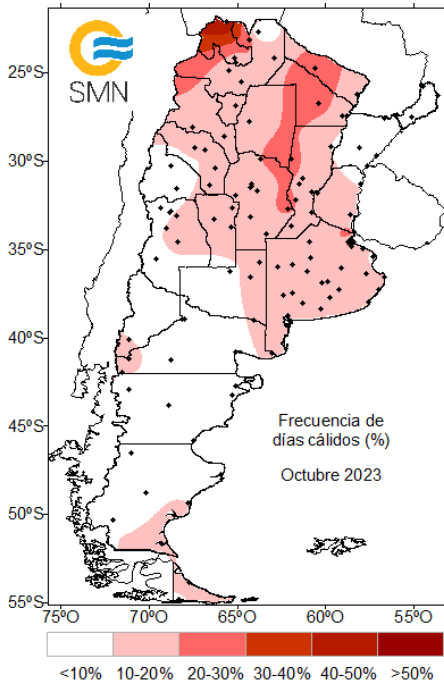 SMN
25ºS
30ºS
35ºS
40ºS
45ºS
50ºS
55ºS
Frecuencia de
días cálidos (%)
Octubre 2023
75ºO 70ºO 65ºO 60ºO 55ºO
<10% 10-20% 20-30% 30-40% 40-50% >50%